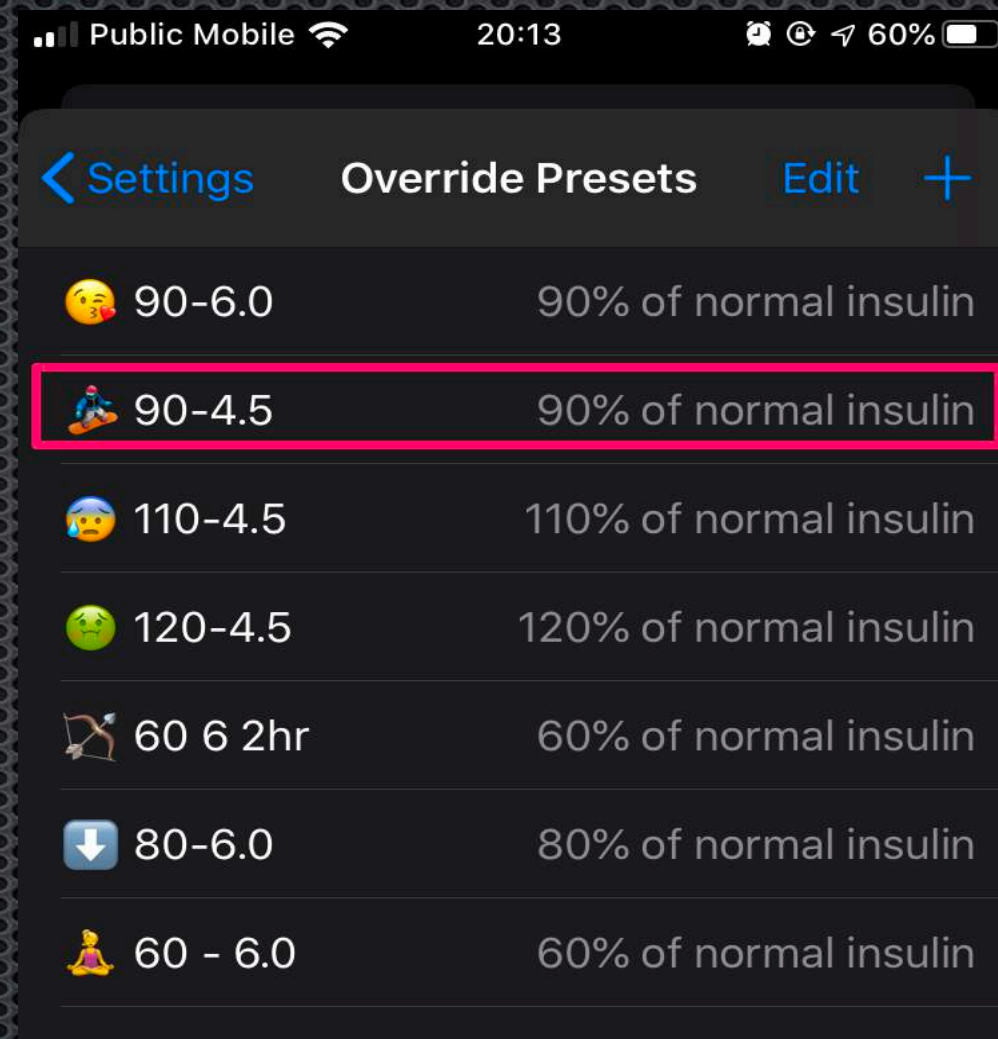 Public Mobile 20:13 60%
Settings Override Presets Edit +
90-6.0 90% of normal insulin
90-4.5 90% of normal insulin
110-4.5 110% of normal insulin
120-4.5 120% of normal insulin
60 6 2hr 60% of normal insulin
80-6.0 80% of normal insulin
60 - 6.0 60% of normal insulin